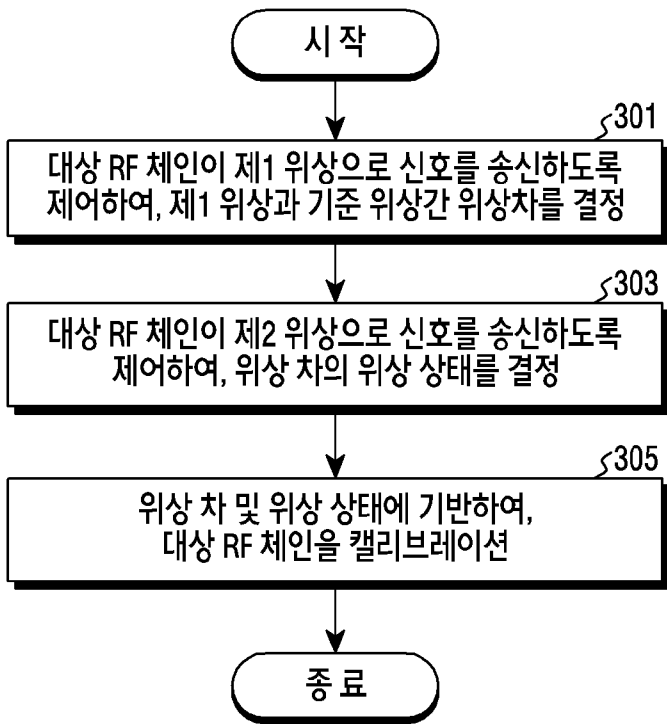 시 작
301
대상 RF 체인이 제1 위상으로 신호를 송신하도록
제어하여, 제1 위상과 기준 위상간 위상차를 결정
303
대상 RF 체인이 제2 위상으로 신호를 송신하도록
제어하여, 위상 차의 위상 상태를 결정
305
위상 차 및 위상 상태에 기반하여,
대상 RF 체인을 캘리브레이션
종 료